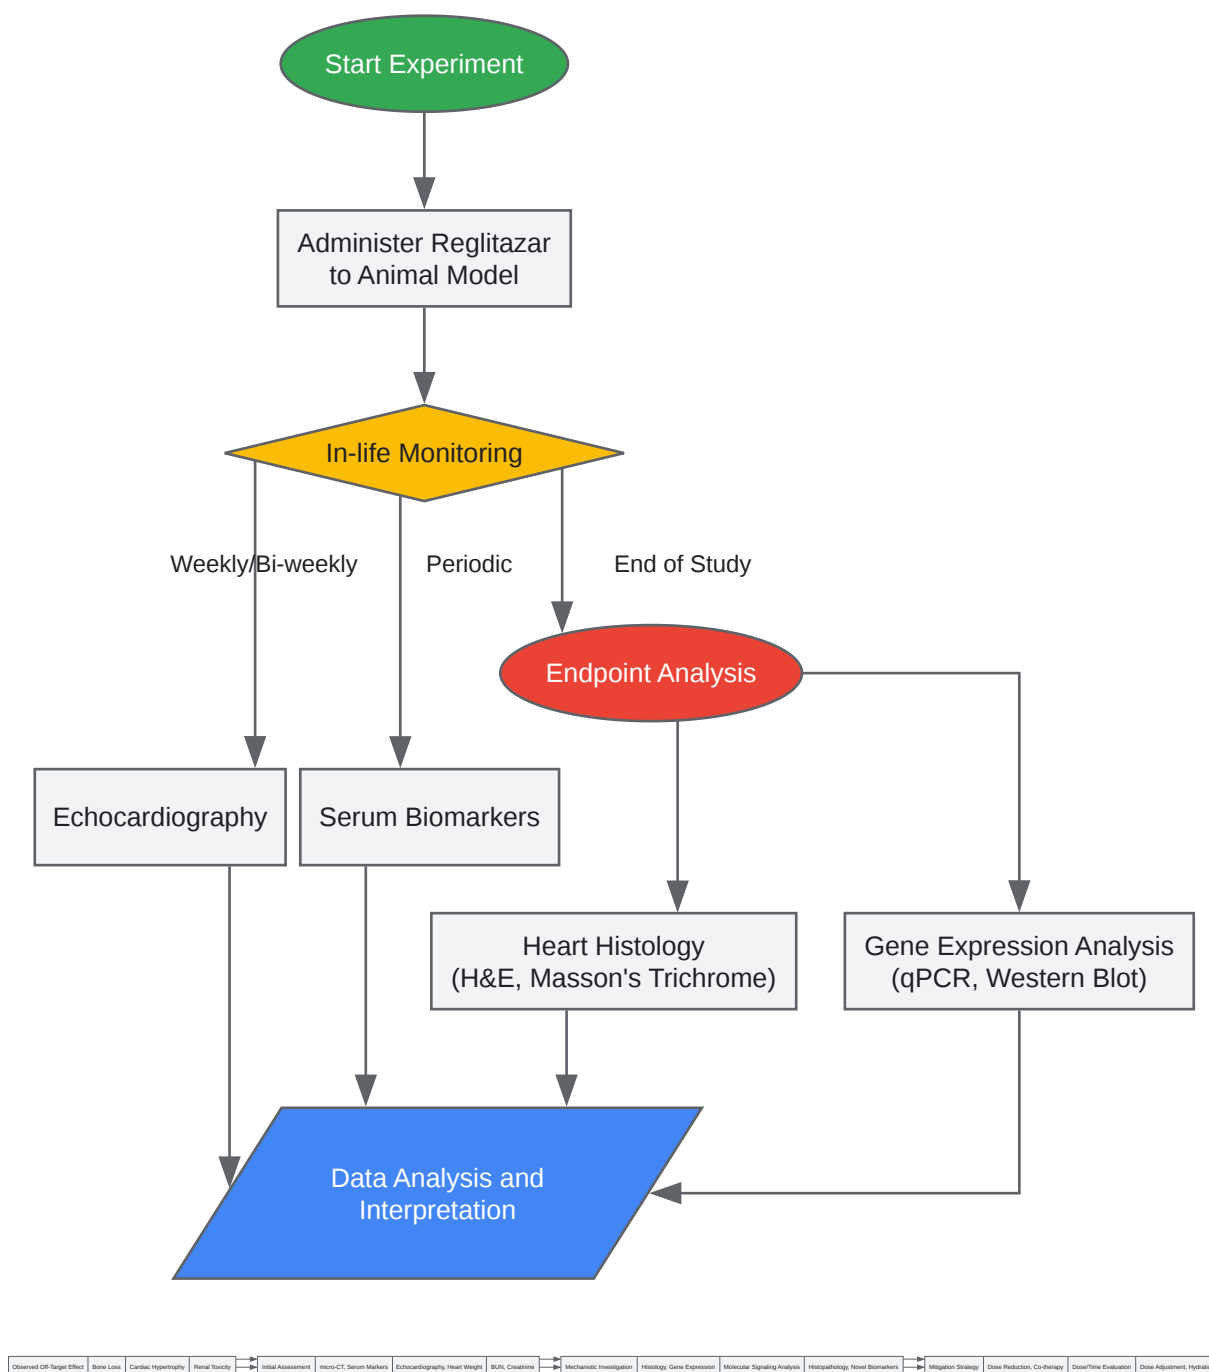 Start Experiment
Administer Reglitazar
to Animal Model
In-life Monitoring
Weekly/Bi-weekly
Periodic
End of Study
Endpoint Analysis
Echocardiography
Serum Biomarkers
Heart Histology
(H&E, Masson's Trichrome)
Gene Expression Analysis
(qPCR, Western Blot)
Data Analysis and
Interpretation
Observed Off-Target Effect
Bone Loss
Cardiac Hypertrophy
Renal Toxicity
Initial Assessment
micro-CT, Serum Markers
Echocardiography, Heart Weight
BUN, Creatinine
Mechanistic Investigation
Histology, Gene Expression
Molecular Signaling Analysis
Histopathology, Novel Biomarkers
Mitigation Strategy
Dose Reduction, Co-therapy
Dose/Time Evaluation
Dose Adjustment,